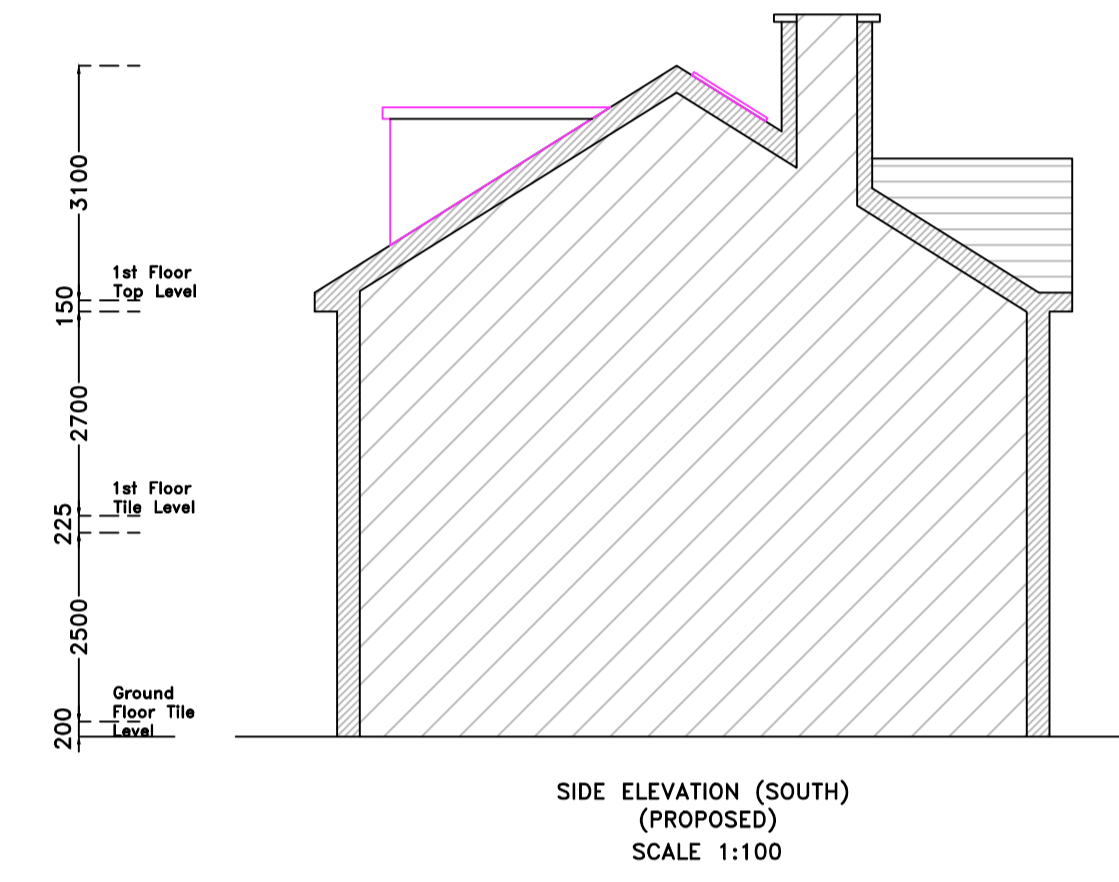 3100
1st Floor
Top Level
150
2700
1st Floor
Tile Level
225
2500
Ground
Floor Tile
Level
200
SIDE ELEVATION (SOUTH)
(PROPOSED)
SCALE 1:100